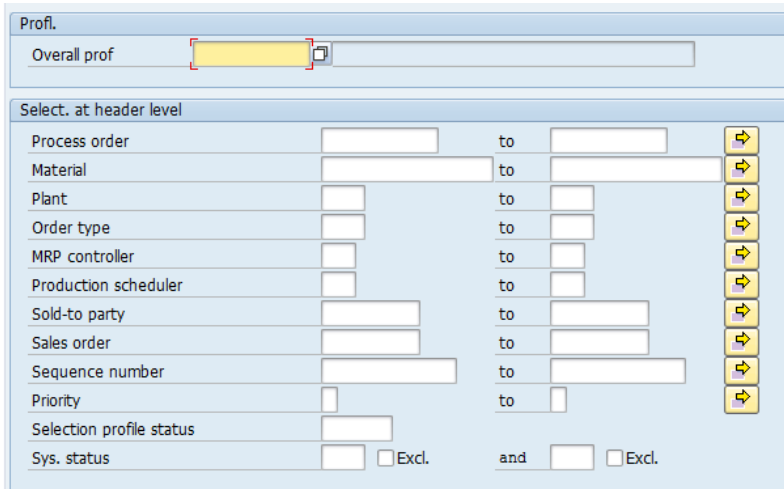 Profl.
Overall prof
Select. at header level
Process order to
Material to
Plant to
Order type to
MRP controller to
Production scheduler to
Sold-to party to
Sales order to
Sequence number to
Priority to
Selection profile status
Sys. status Excl. and Excl.